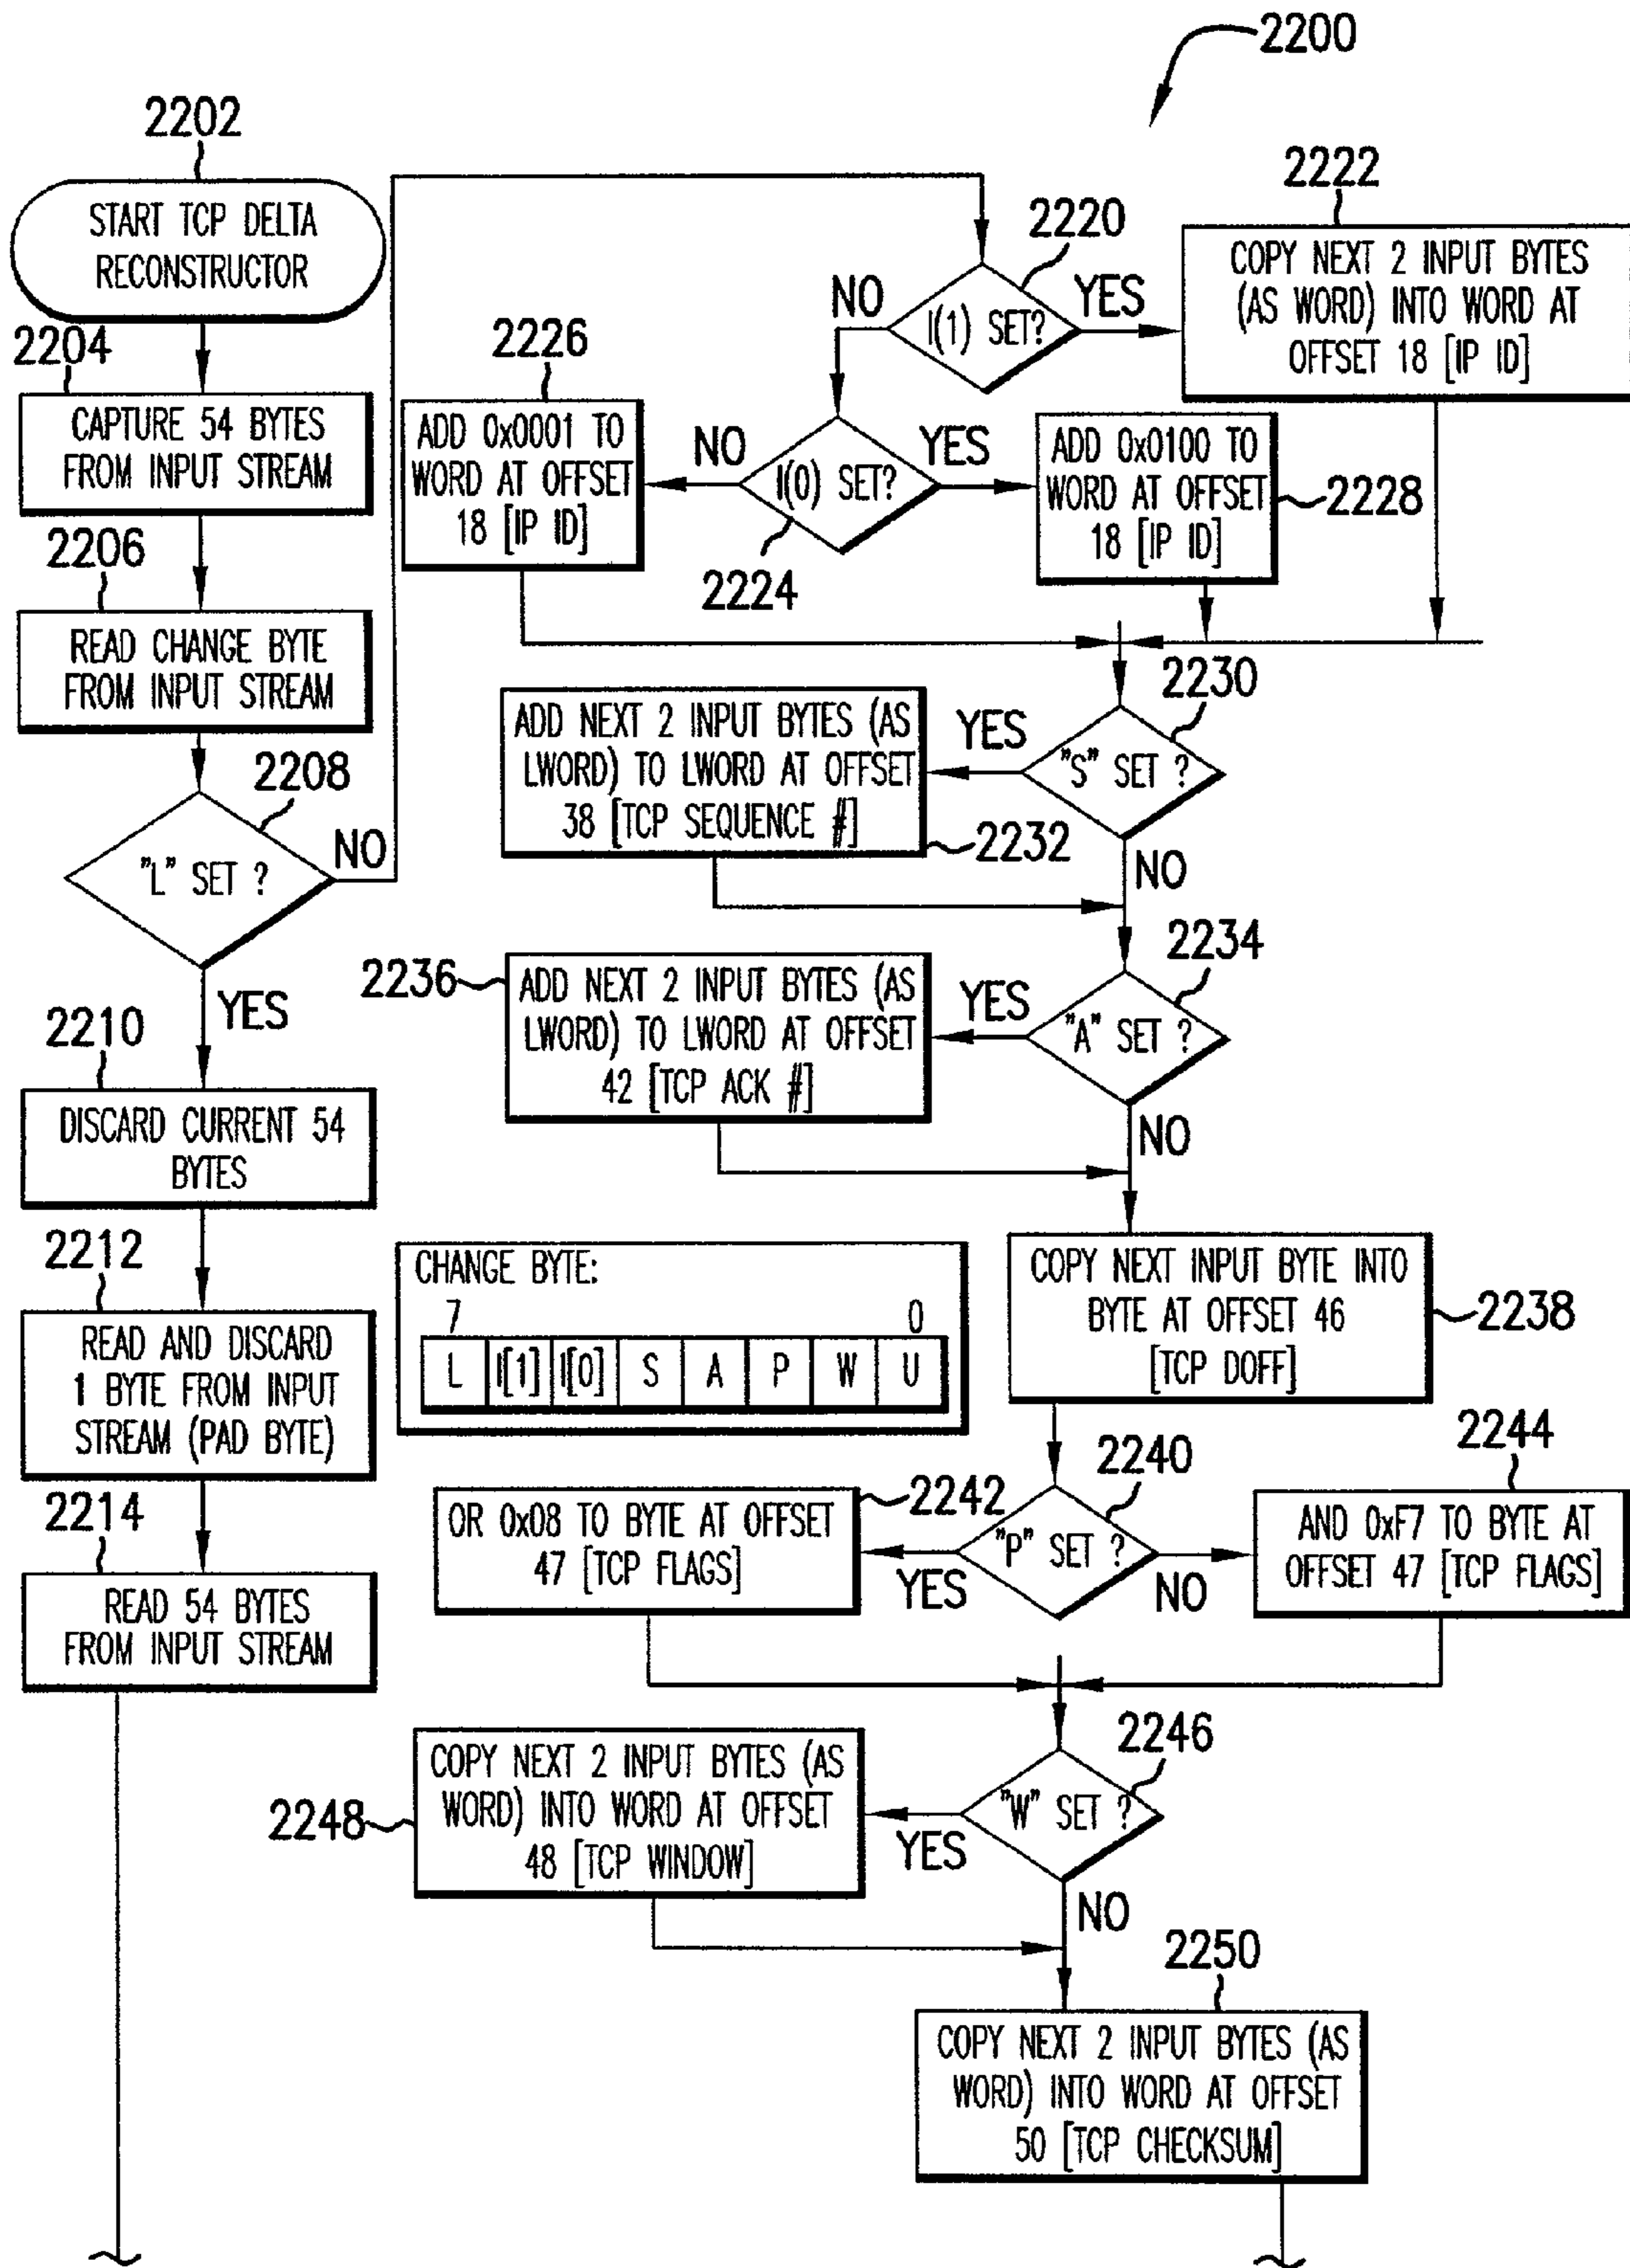 2200
2202
START TCP DELTA
RECONSTRUCTOR
2204
CAPTURE 54 BYTES
FROM INPUT STREAM
2206
READ CHANGE BYTE
FROM INPUT STREAM
2208
"L" SET ?
NO
YES
2210
DISCARD CURRENT 54
BYTES
2212
READ AND DISCARD
1 BYTE FROM INPUT
STREAM (PAD BYTE)
2214
READ 54 BYTES
FROM INPUT STREAM
2220
I(1) SET?
NO
YES
2222
COPY NEXT 2 INPUT BYTES
(AS WORD) INTO WORD AT
OFFSET 18 [IP ID]
2224
I(0) SET?
NO
YES
2226
ADD 0x0001 TO
WORD AT OFFSET
18 [IP ID]
2228
ADD 0x0100 TO
WORD AT OFFSET
18 [IP ID]
2230
"S" SET ?
YES
NO
2232
ADD NEXT 2 INPUT BYTES (AS
LWORD) TO LWORD AT OFFSET
38 [TCP SEQUENCE #]
2234
"A" SET ?
YES
NO
2236
ADD NEXT 2 INPUT BYTES (AS
LWORD) TO LWORD AT OFFSET
42 [TCP ACK #]
2238
COPY NEXT INPUT BYTE INTO
BYTE AT OFFSET 46
[TCP DOFF]
CHANGE BYTE:
7 0
L I[1] I[0] S A P W U
2240
"P" SET ?
YES
NO
2242
OR 0x08 TO BYTE AT OFFSET
47 [TCP FLAGS]
2244
AND 0xF7 TO BYTE AT
OFFSET 47 [TCP FLAGS]
2246
"W" SET ?
YES
NO
2248
COPY NEXT 2 INPUT BYTES (AS
WORD) INTO WORD AT OFFSET
48 [TCP WINDOW]
2250
COPY NEXT 2 INPUT BYTES (AS
WORD) INTO WORD AT OFFSET
50 [TCP CHECKSUM]